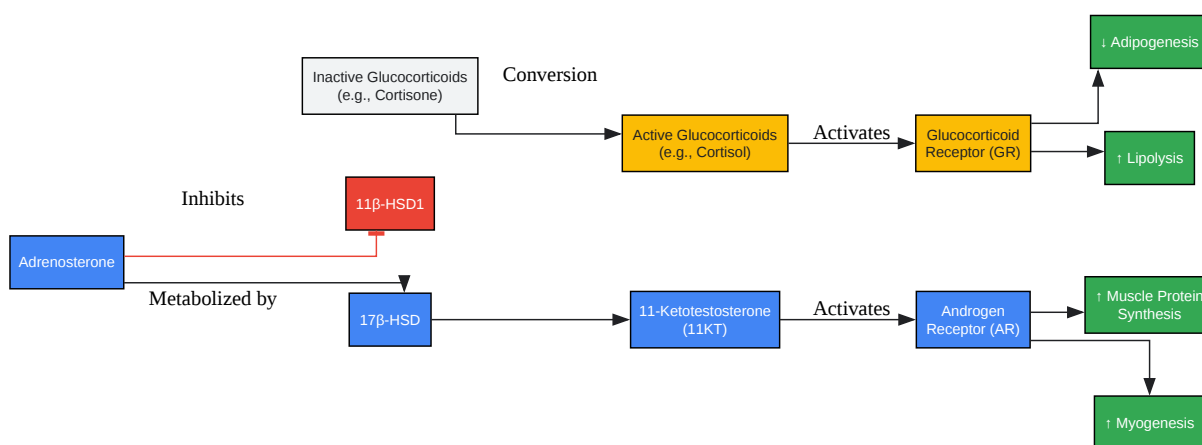 ↓ Adipogenesis
Inactive Glucocorticoids
(e.g., Cortisone)
Conversion
Active Glucocorticoids
(e.g., Cortisol)
Activates
Glucocorticoid
Receptor (GR)
↑ Lipolysis
Inhibits
11β-HSD1
Adrenosterone
Metabolized by
17β-HSD
11-Ketotestosterone
(11KT)
Activates
Androgen
Receptor (AR)
↑ Muscle Protein
Synthesis
↑ Myogenesis